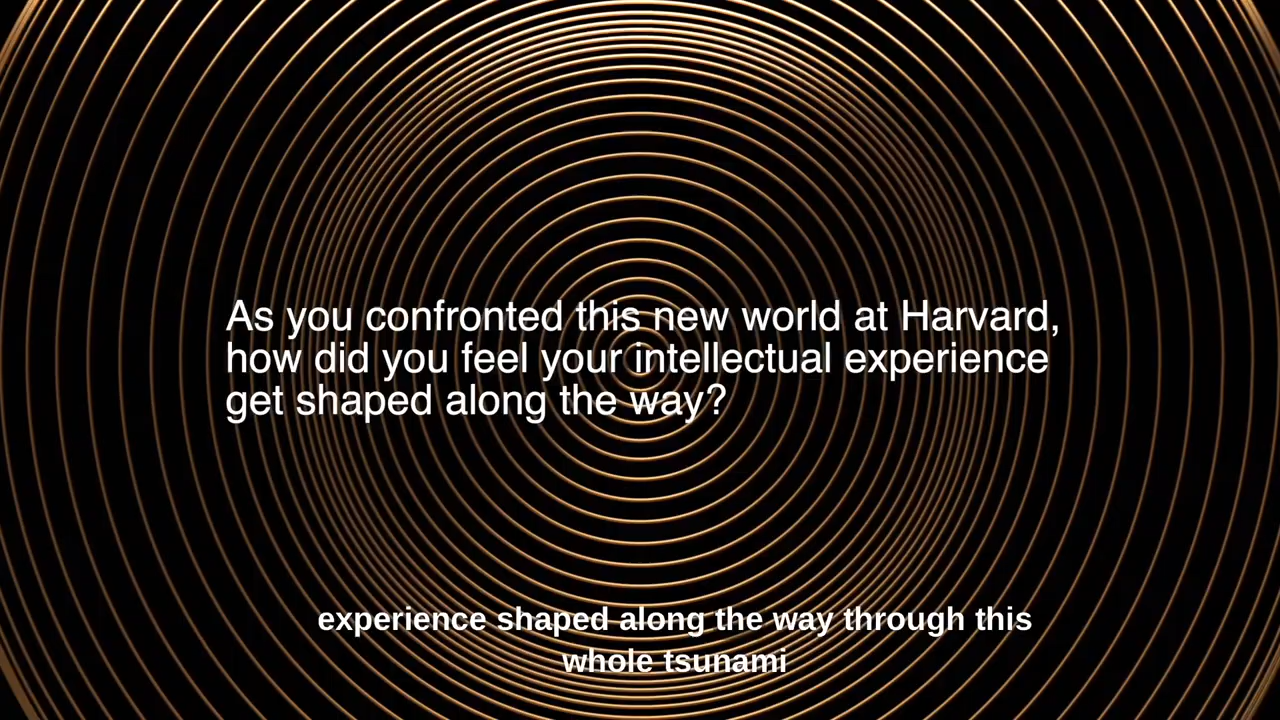 As you confronted this new world at Harvard,
how did you feel your intellectual experience
get shaped along the way?
experience shaped along the way through this
whole tsunami